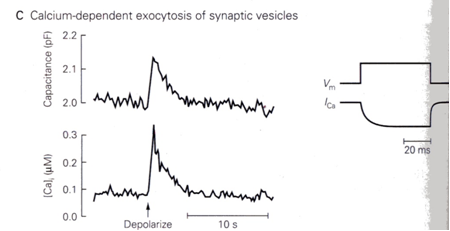 C Calcium-dependent exocytosis of synaptic vesicles
Capacitance (pF)
2.2
2.1
2.0
[Ca]i (μM)
0.3
0.2
0.1
0.0
Depolarize
10 s
Vm
ICa
20 ms